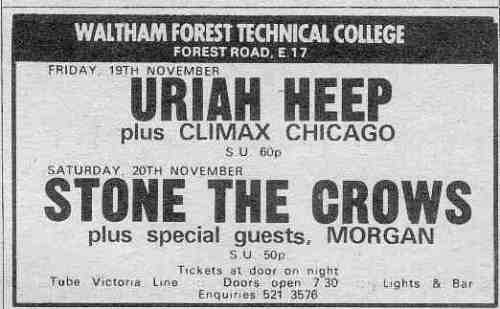 WALTHAM FOREST TECHNICAL COLLEGE
FOREST ROAD, E.17
FRIDAY, 19TH NOVEMBER
URIAH HEEP
plus CLIMAX CHICAGO
S.U. 60p
SATURDAY, 20TH NOVEMBER
STONE THE CROWS
plus special guests, MORGAN
S.U. 50p
Tickets at door on night
Tube Victoria Line :: Doors open 7 30 :: Lights & Bar
Enquiries 521 3576